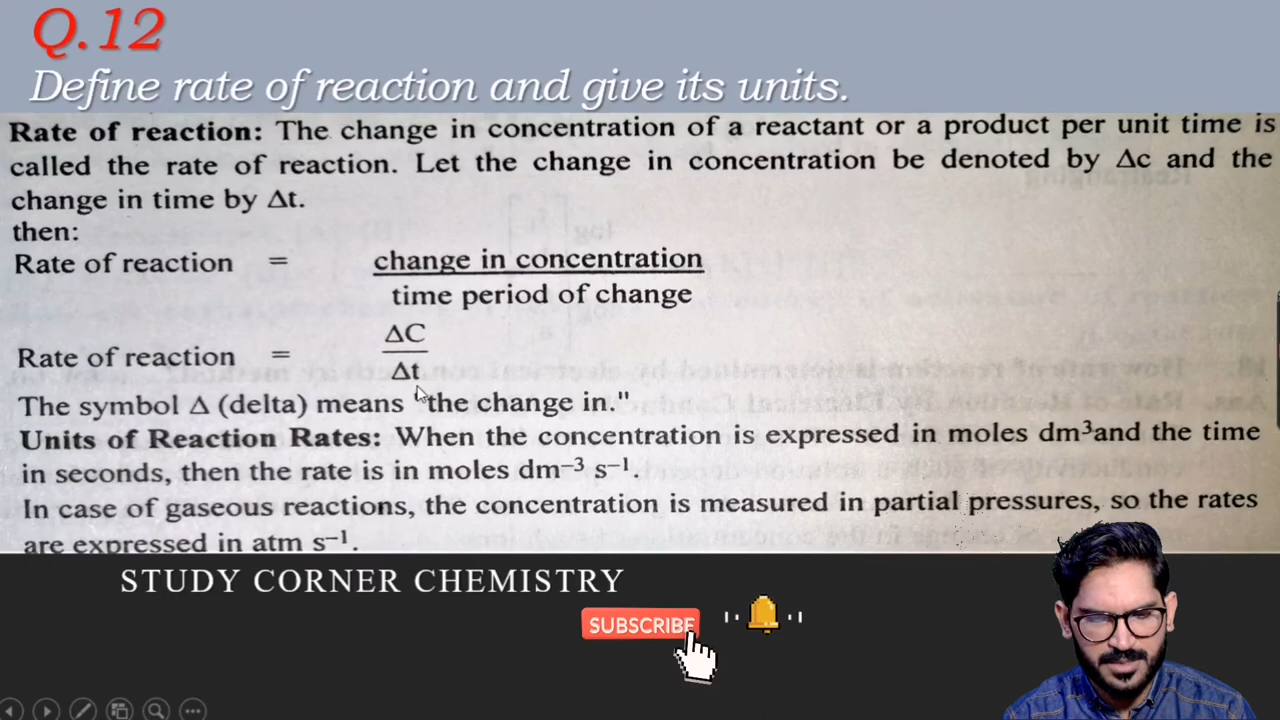 Q.12
Define rate of reaction and give its units.
Rate of reaction: The change in concentration of a reactant or a product per unit time is
called the rate of reaction. Let the change in concentration be denoted by Δc and the
change in time by Δt.
then:
Rate of reaction = change in concentration
time period of change
Rate of reaction = ΔC
Δt
The symbol Δ (delta) means "the change in."
Units of Reaction Rates: When the concentration is expressed in moles dm³and the time
in seconds, then the rate is in moles dm⁻³ s⁻¹.
In case of gaseous reactions, the concentration is measured in partial pressures, so the rates
are expressed in atm s⁻¹.
STUDY CORNER CHEMISTRY
SUBSCRIBE